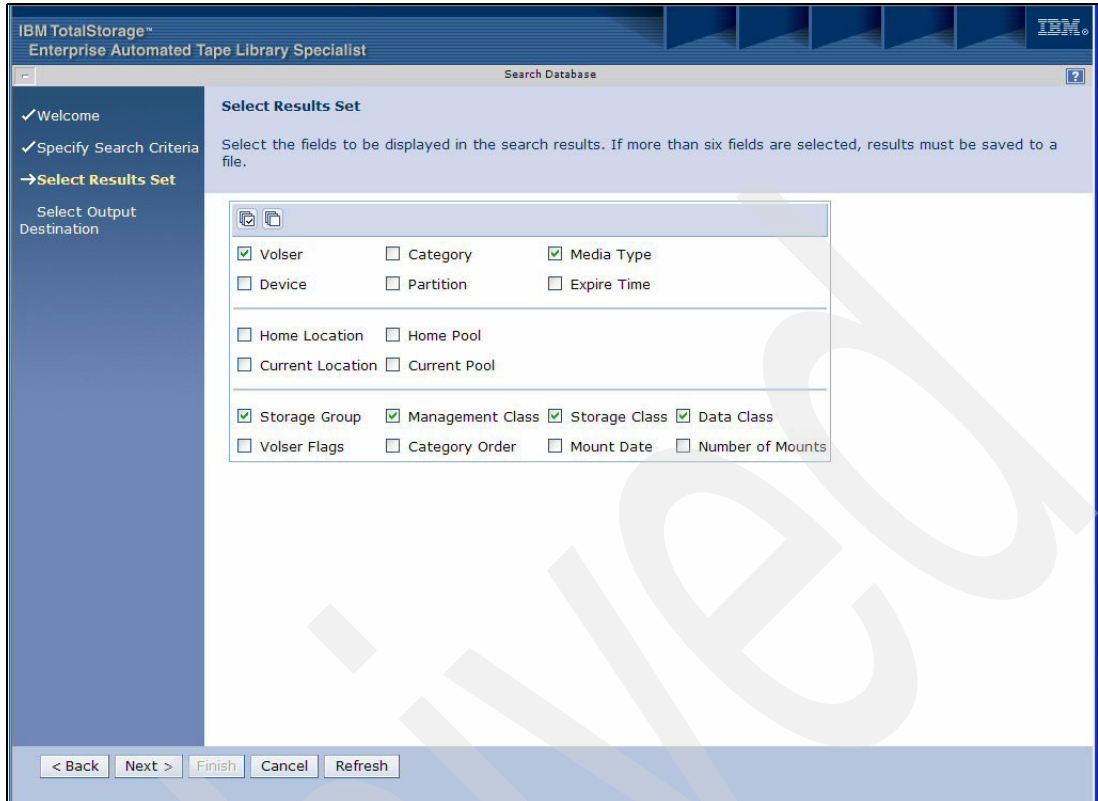 IBM TotalStorage™
Enterprise Automated Tape Library Specialist
IBM®
Search Database
?
Welcome
Specify Search Criteria
Select Results Set
Select Output
Destination
Select Results Set
Select the fields to be displayed in the search results. If more than six fields are selected, results must be saved to a
file.
Volser Category Media Type
Device Partition Expire Time
Home Location Home Pool
Current Location Current Pool
Storage Group Management Class Storage Class Data Class
Volser Flags Category Order Mount Date Number of Mounts
< Back Next > Finish Cancel Refresh